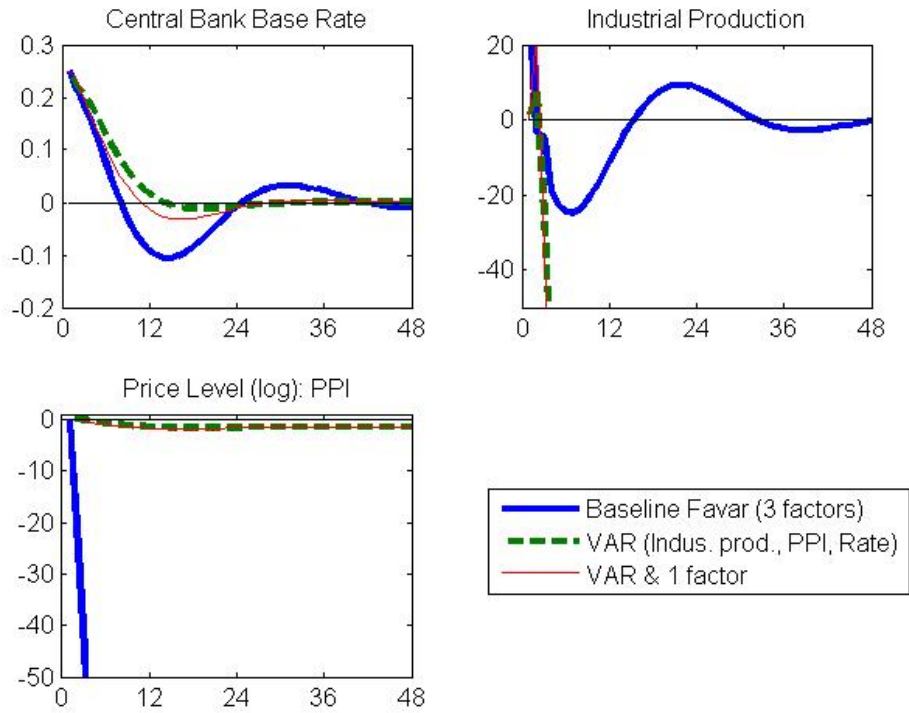 Central Bank Base Rate
0.3
0.2
0.1
0
-0.1
-0.2
0 12 24 36 48
Industrial Production
20
0
-20
-40
0 12 24 36 48
Price Level (log): PPI
0
-10
-20
-30
-40
-50
0 12 24 36 48
Baseline Favar (3 factors)
VAR (Indus. prod., PPI, Rate)
VAR & 1 factor